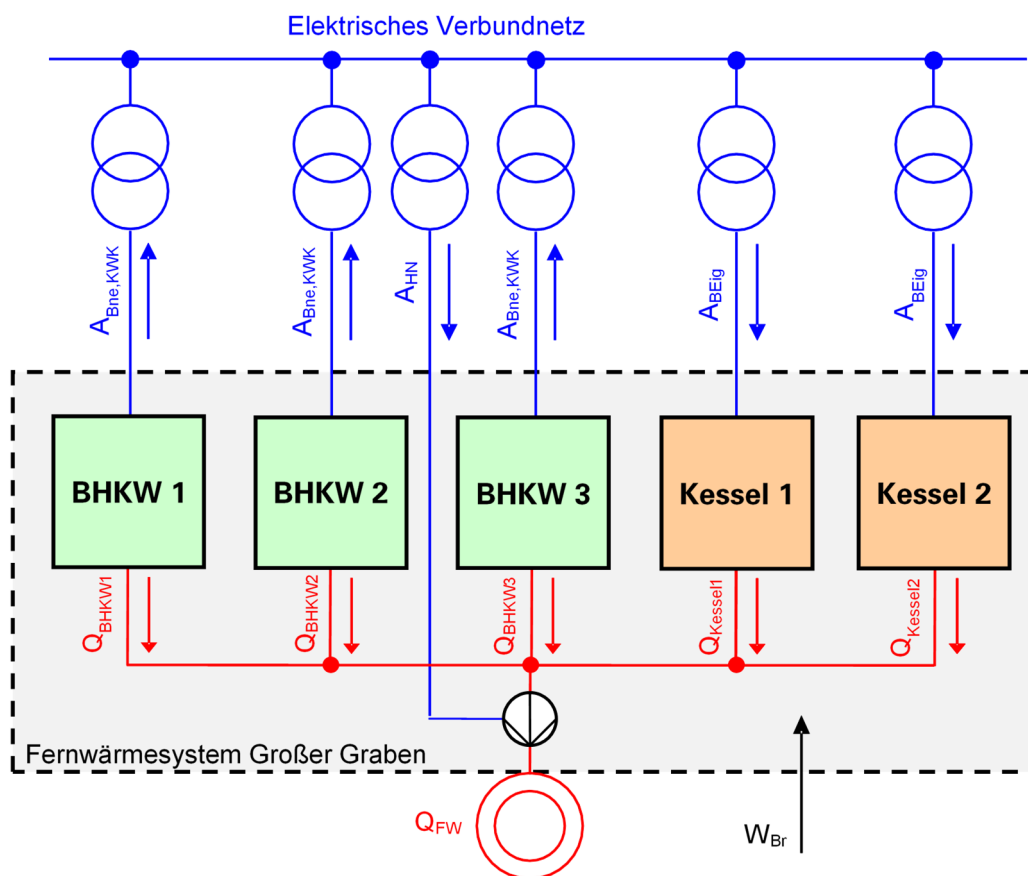 Elektrisches Verbundnetz
A_Bne,KWK
A_Bne,KWK
A_HN
A_Bne,KWK
A_BEig
A_BEig
BHKW 1
BHKW 2
BHKW 3
Kessel 1
Kessel 2
Q_BHKW1
Q_BHKW2
Q_BHKW3
Q_Kessel1
Q_Kessel2
Fernwärmesystem Großer Graben
Q_FW
W_Br